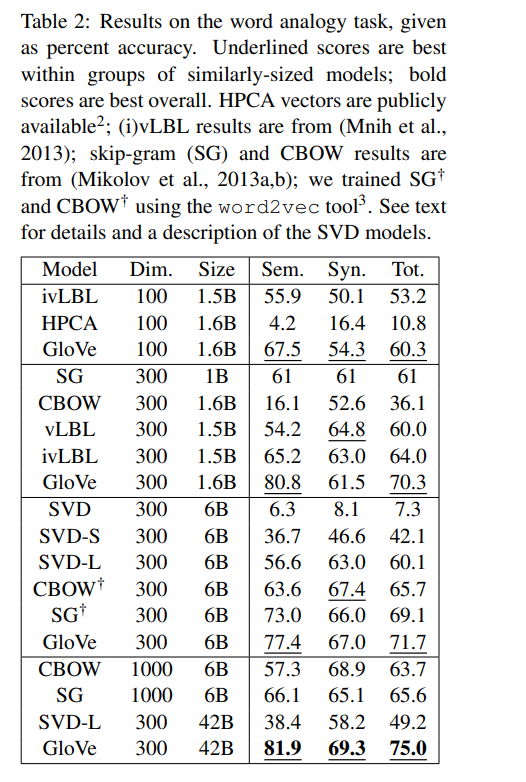 Table 2: Results on the word analogy task, given
as percent accuracy. Underlined scores are best
within groups of similarly-sized models; bold
scores are best overall. HPCA vectors are publicly
available²; (i)vLBL results are from (Mnih et al.,
2013); skip-gram (SG) and CBOW results are
from (Mikolov et al., 2013a,b); we trained SG†
and CBOW† using the word2vec tool³. See text
for details and a description of the SVD models.
Model Dim. Size Sem. Syn. Tot.
ivLBL 100 1.5B 55.9 50.1 53.2
HPCA 100 1.6B 4.2 16.4 10.8
GloVe 100 1.6B 67.5 54.3 60.3
SG 300 1B 61 61 61
CBOW 300 1.6B 16.1 52.6 36.1
vLBL 300 1.5B 54.2 64.8 60.0
ivLBL 300 1.5B 65.2 63.0 64.0
GloVe 300 1.6B 80.8 61.5 70.3
SVD 300 6B 6.3 8.1 7.3
SVD-S 300 6B 36.7 46.6 42.1
SVD-L 300 6B 56.6 63.0 60.1
CBOW† 300 6B 63.6 67.4 65.7
SG† 300 6B 73.0 66.0 69.1
GloVe 300 6B 77.4 67.0 71.7
CBOW 1000 6B 57.3 68.9 63.7
SG 1000 6B 66.1 65.1 65.6
SVD-L 300 42B 38.4 58.2 49.2
GloVe 300 42B 81.9 69.3 75.0